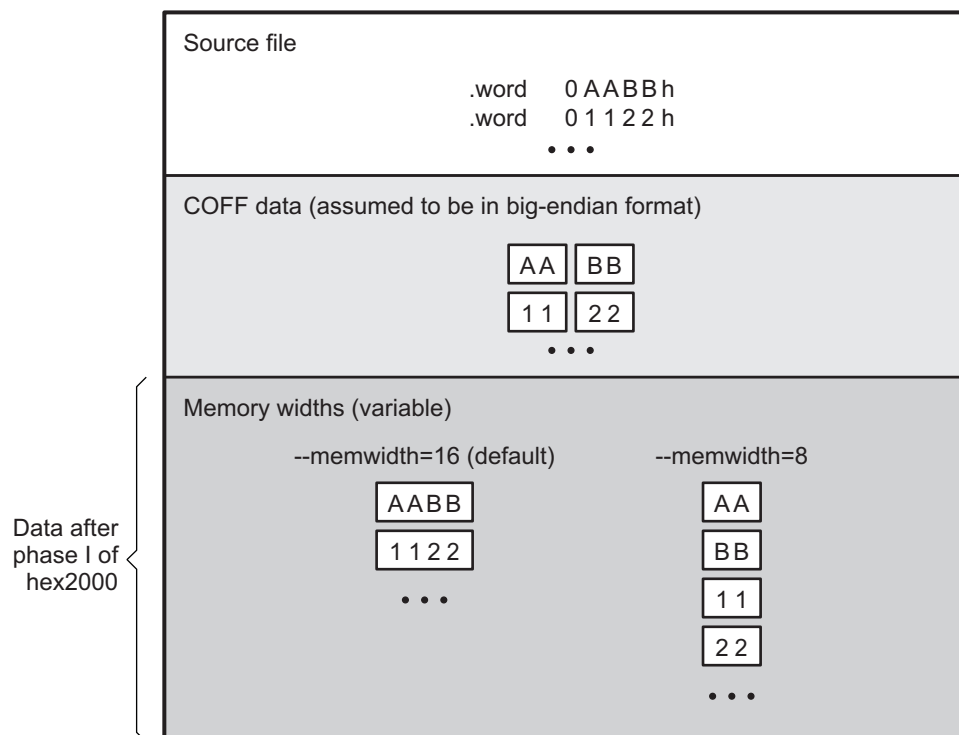 Source file
.word 0AABBh
.word 01122h
• • •
COFF data (assumed to be in big-endian format)
AA BB
11 22
• • •
Memory widths (variable)
--memwidth=16 (default) --memwidth=8
AABB AA
1122 BB
• • • 11
22
• • •
Data after
phase I of
hex2000